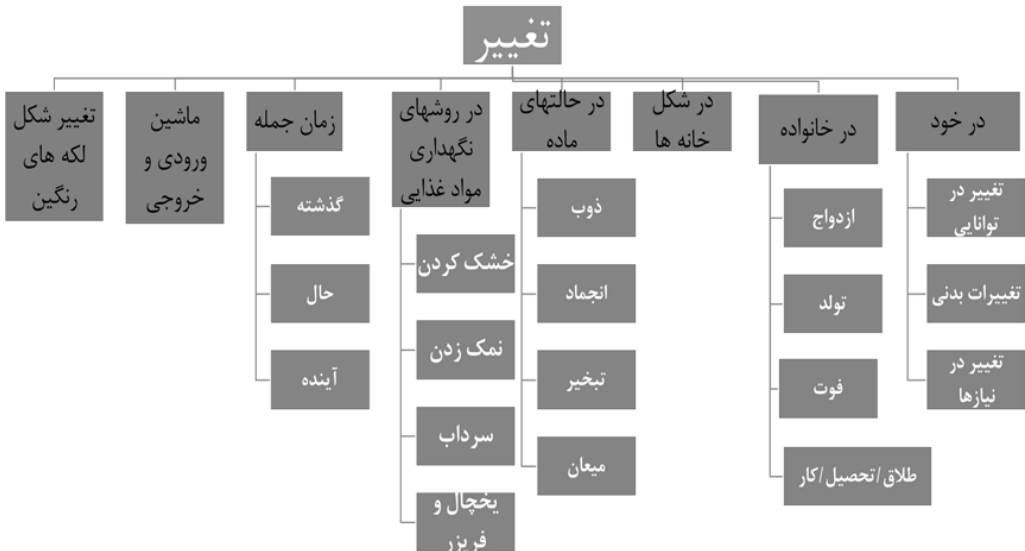 تغییر
در خود
تغییر در
توانایی
تغییرات بدنی
تغییر در
نیازها
در خانواده
ازدواج
تولد
فوت
طلاق/تحصیل/کار
در شکل
خانه ها
در حالتهای
ماده
ذوب
انجماد
تبخیر
میعان
در روشهای
نگهداری
مواد غذایی
خشک کردن
نمک زدن
سرداب
یخچال و
فریزر
زمان جمله
گذشته
حال
آینده
ماشین
ورودی و
خروجی
تغییر شکل
لکه های
رنگین